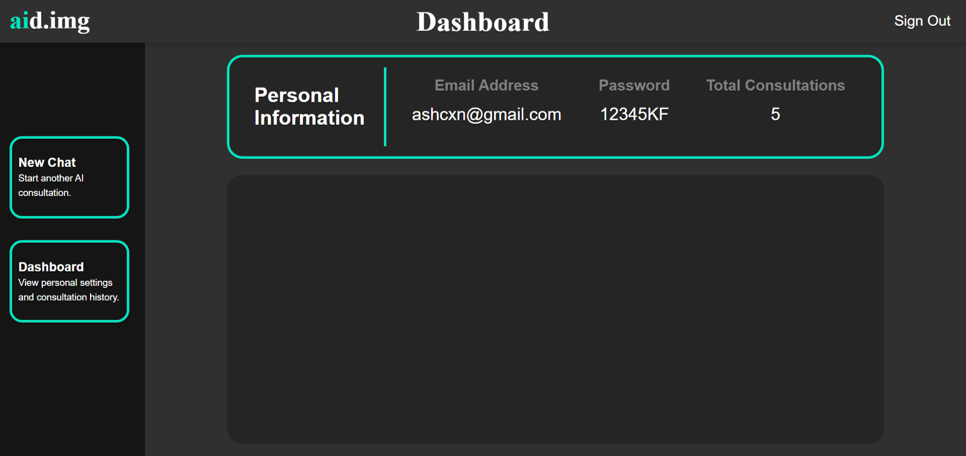 aid.img
Dashboard
Sign Out
Personal
Information
Email Address
Password
Total Consultations
ashcxn@gmail.com
12345KF
5
New Chat
Start another AI
consultation.
Dashboard
View personal settings
and consultation history.